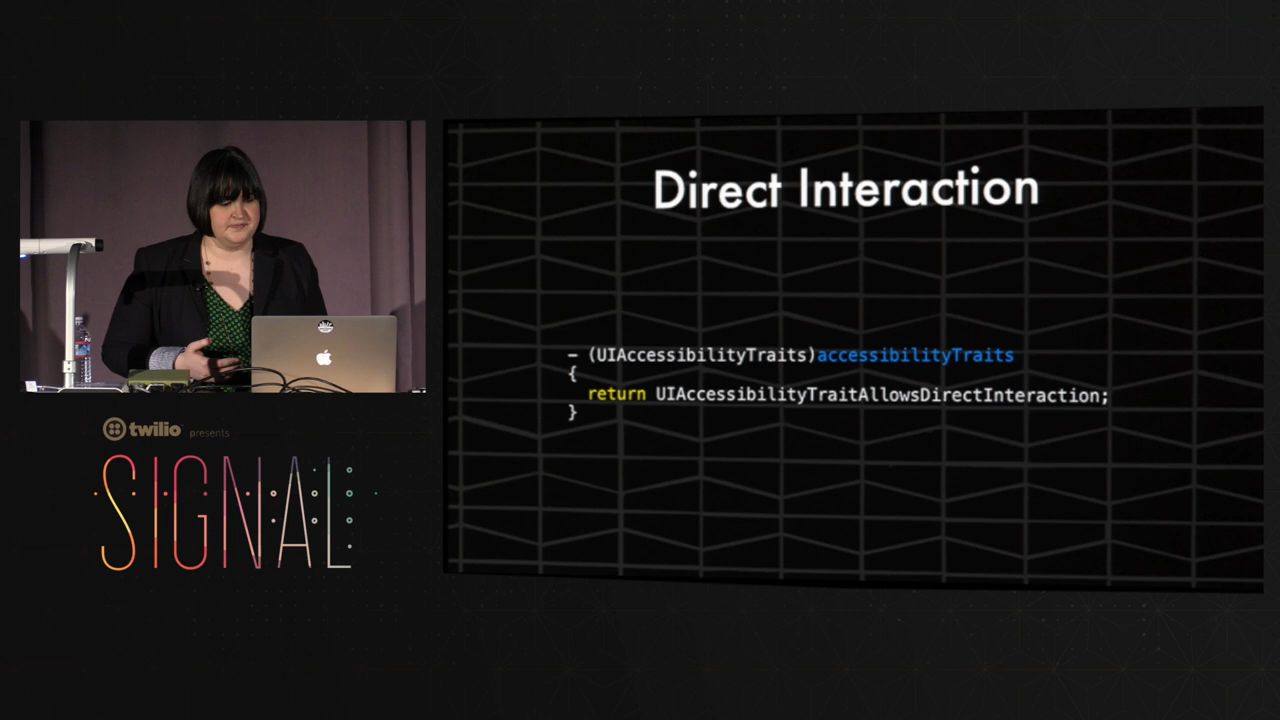 Direct Interaction
- (UIAccessibilityTraits)accessibilityTraits
{
return UIAccessibilityTraitAllowsDirectInteraction;
}
twilio presents
SIGNAL